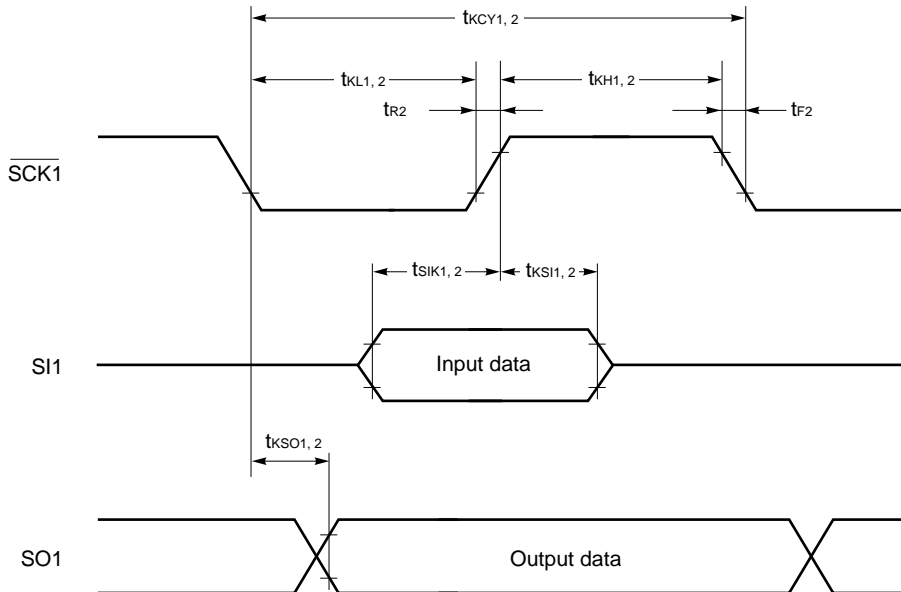 tKCY1, 2
tKL1, 2
tKH1, 2
tR2
tF2
SCK1
tSIK1, 2
tKSI1, 2
SI1
Input data
tKSO1, 2
SO1
Output data